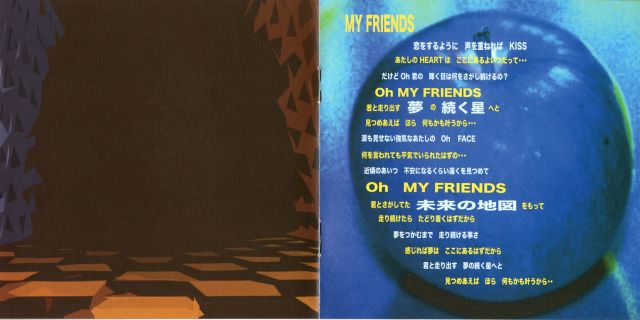 MY FRIENDS
恋をするように 声を重ねれば KISS
あたしの HEART は ここにあるよいつだって･･･
だけど Oh 君の 輝く目は何をさがし続けるの？
Oh MY FRIENDS
君と走り出す 夢 の 続く星 へと
見つめあえば ほら 何もかも叶うから･･･
涙も見せない強気なあたしの Oh FACE
何を言われても平気でいられたはずの･･･
近頃のあいつ 不安になるくらい遠くを見つめて
Oh MY FRIENDS
君とさがしてた 未来の地図 をもって
走り続けたら たどり着くはずだから
夢をつかむまで 走り続ける事さ
感じれば夢は ここにあるはずだから
君と走り出す 夢の続く星へと
見つめあえば ほら 何もかも叶うから･･